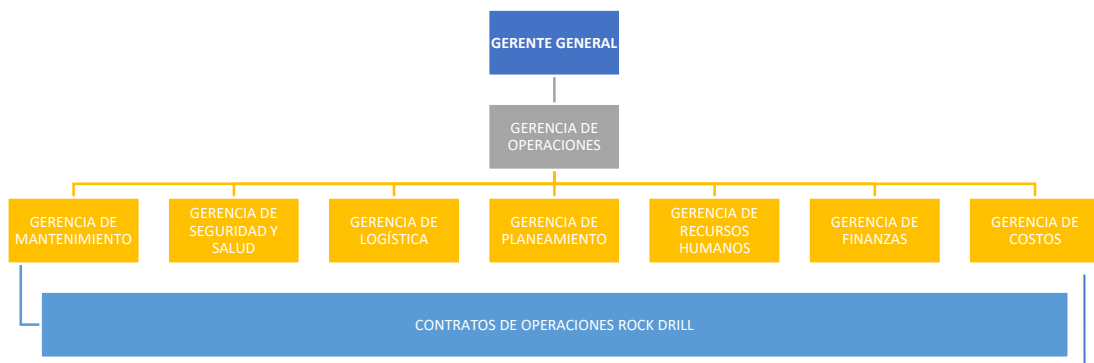 GERENTE GENERAL
GERENCIA DE
OPERACIONES
GERENCIA DE
MANTENIMIENTO
GERENCIA DE
SEGURIDAD Y
SALUD
GERENCIA DE
LOGÍSTICA
GERENCIA DE
PLANEAMIENTO
GERENCIA DE
RECURSOS
HUMANOS
GERENCIA DE
FINANZAS
GERENCIA DE
COSTOS
CONTRATOS DE OPERACIONES ROCK DRILL